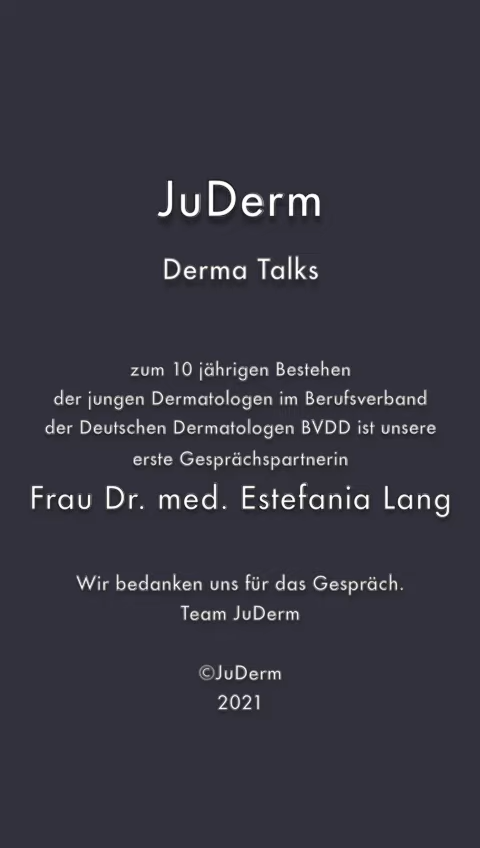 JuDerm
Derma Talks
zum 10 jährigen Bestehen
der jungen Dermatologen im Berufsverband
der Deutschen Dermatologen BVDD ist unsere
erste Gesprächspartnerin
Frau Dr. med. Estefania Lang
Wir bedanken uns für das Gespräch.
Team JuDerm
©JuDerm
2021